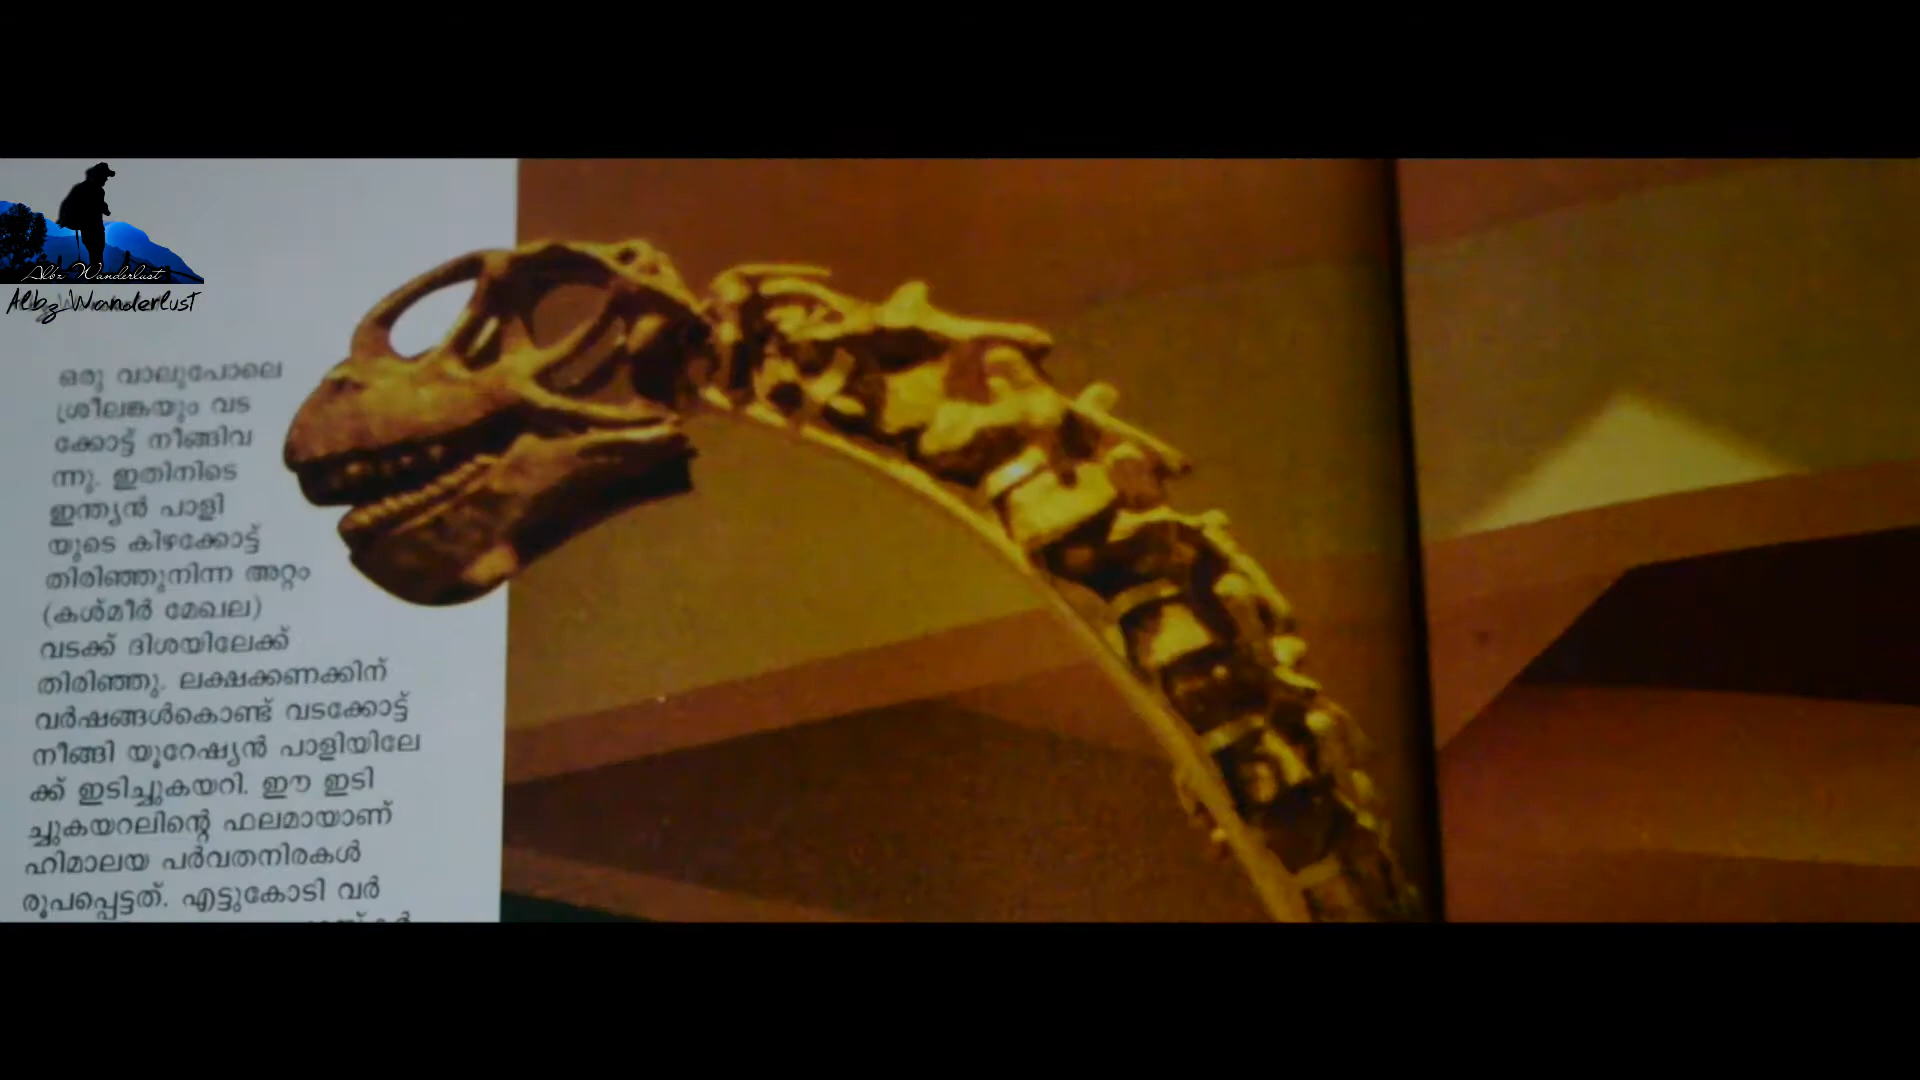 Albz Wanderlust
Albz Wanderlust
ഒരു വാലുപോലെ
ശ്രീലങ്കയും വട
ക്കോട്ട് നീങ്ങിവ
ന്നു. ഇതിനിടെ
ഇന്ത്യൻ പാളി
യുടെ കിഴക്കോട്ട്
തിരിഞ്ഞുനിന്ന അറ്റം
(കശ്മീർ മേഖല)
വടക്ക് ദിശയിലേക്ക്
തിരിഞ്ഞു. ലക്ഷക്കണക്കിന്
വർഷങ്ങൾകൊണ്ട് വടക്കോട്ട്
നീങ്ങി യൂറേഷ്യൻ പാളിയിലേ
ക്ക് ഇടിച്ചുകയറി. ഈ ഇടി
ച്ചുകയറലിന്റെ ഫലമായാണ്
ഹിമാലയ പർവതനിരകൾ
രൂപപ്പെട്ടത്. എട്ടുകോടി വർ